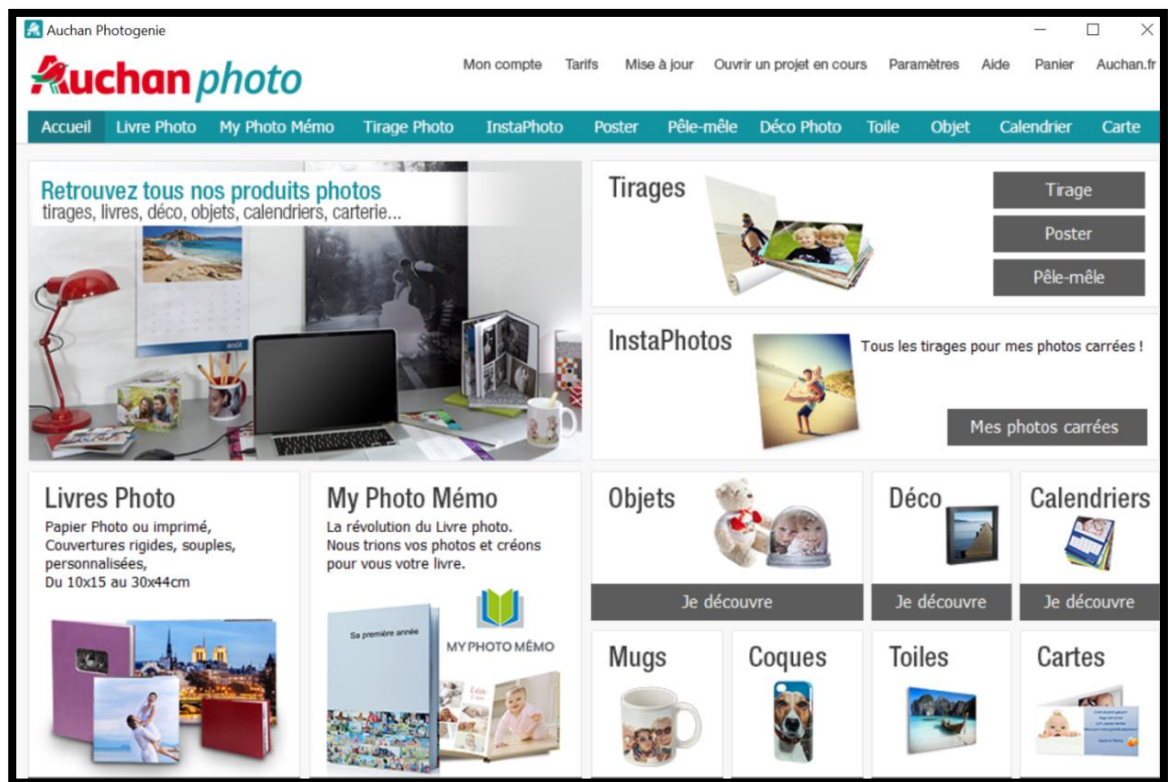 Auchan Photogenie
Auchan photo
Mon compte Tarifs Mise à jour Ouvrir un projet en cours Paramètres Aide Panier Auchan.fr
Accueil Livre Photo My Photo Mémo Tirage Photo InstaPhoto Poster Pêle-mêle Déco Photo Toile Objet Calendrier Carte
Retrouvez tous nos produits photos
tirages, livres, déco, objets, calendriers, carterie...
août
Tirages
Tirage
Poster
Pêle-mêle
InstaPhotos
Tous les tirages pour mes photos carrées !
Mes photos carrées
Livres Photo
Papier Photo ou imprimé,
Couvertures rigides, souples,
personnalisées,
Du 10x15 au 30x44cm
My Photo Mémo
La révolution du Livre photo.
Nous trions vos photos et créons
pour vous votre livre.
Sa première année
MY PHOTO MÉMO
Objets
Je découvre
Déco
Je découvre
Calendriers
Je découvre
Mugs
Coques
Toiles
Cartes